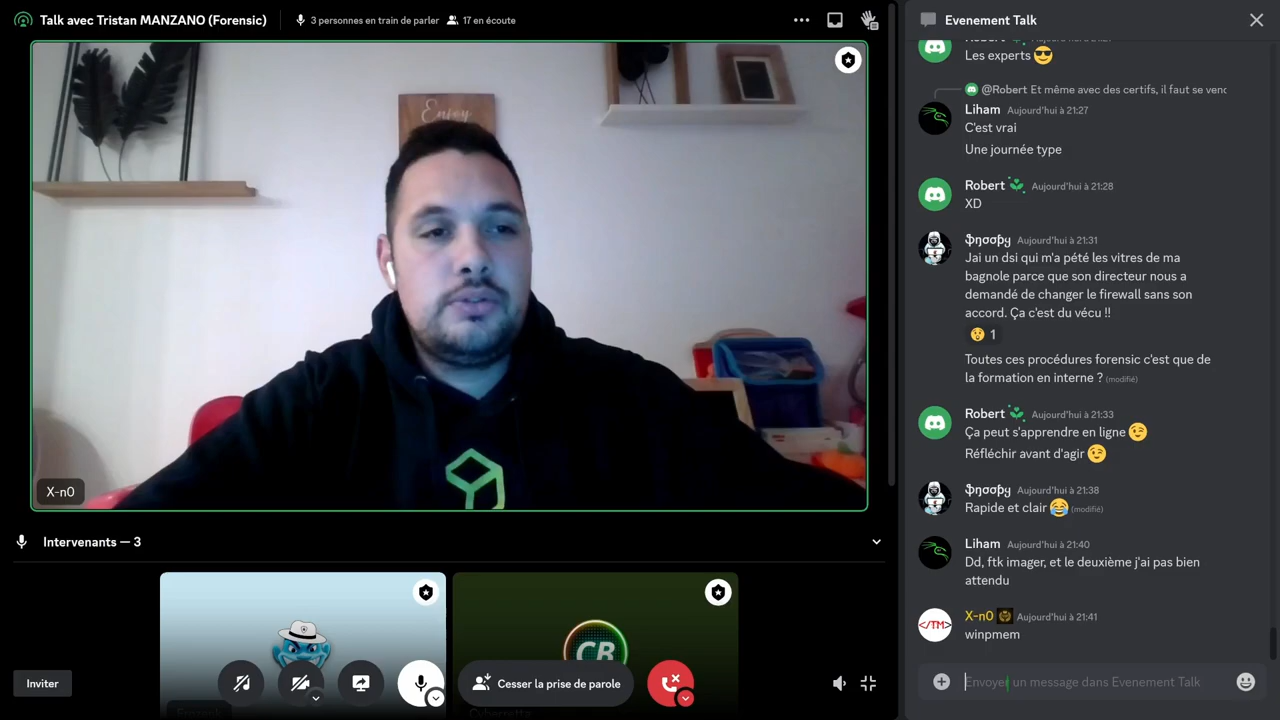 Talk avec Tristan MANZANO (Forensic)
3 personnes en train de parler
17 en écoute
Enjoy
X-n0
Intervenants — 3
CB
Inviter
Cesser la prise de parole
Evenement Talk
Les experts 😎
@Robert Et même avec des certifs, il faut se
Liham Aujourd'hui à 21:27
C'est vrai
Une journée type
Robert Aujourd'hui à 21:28
XD
Aujourd'hui à 21:31
Jai un dsi qui m'a pété les vitres de ma
bagnole parce que son directeur nous a
demandé de changer le firewall sans son
accord. Ça c'est du vécu !!
1
Toutes ces procédures forensic c'est que de
la formation en interne ? (modifié)
Robert Aujourd'hui à 21:33
Ça peut s'apprendre en ligne 😉
Réfléchir avant d'agir 😉
Aujourd'hui à 21:38
Rapide et clair 😂 (modifié)
Liham Aujourd'hui à 21:40
Dd, ftk imager, et le deuxième j'ai pas bien
attendu
</TM>
X-n0 Aujourd'hui à 21:41
winpmem
Envoyer un message dans Evenement Talk